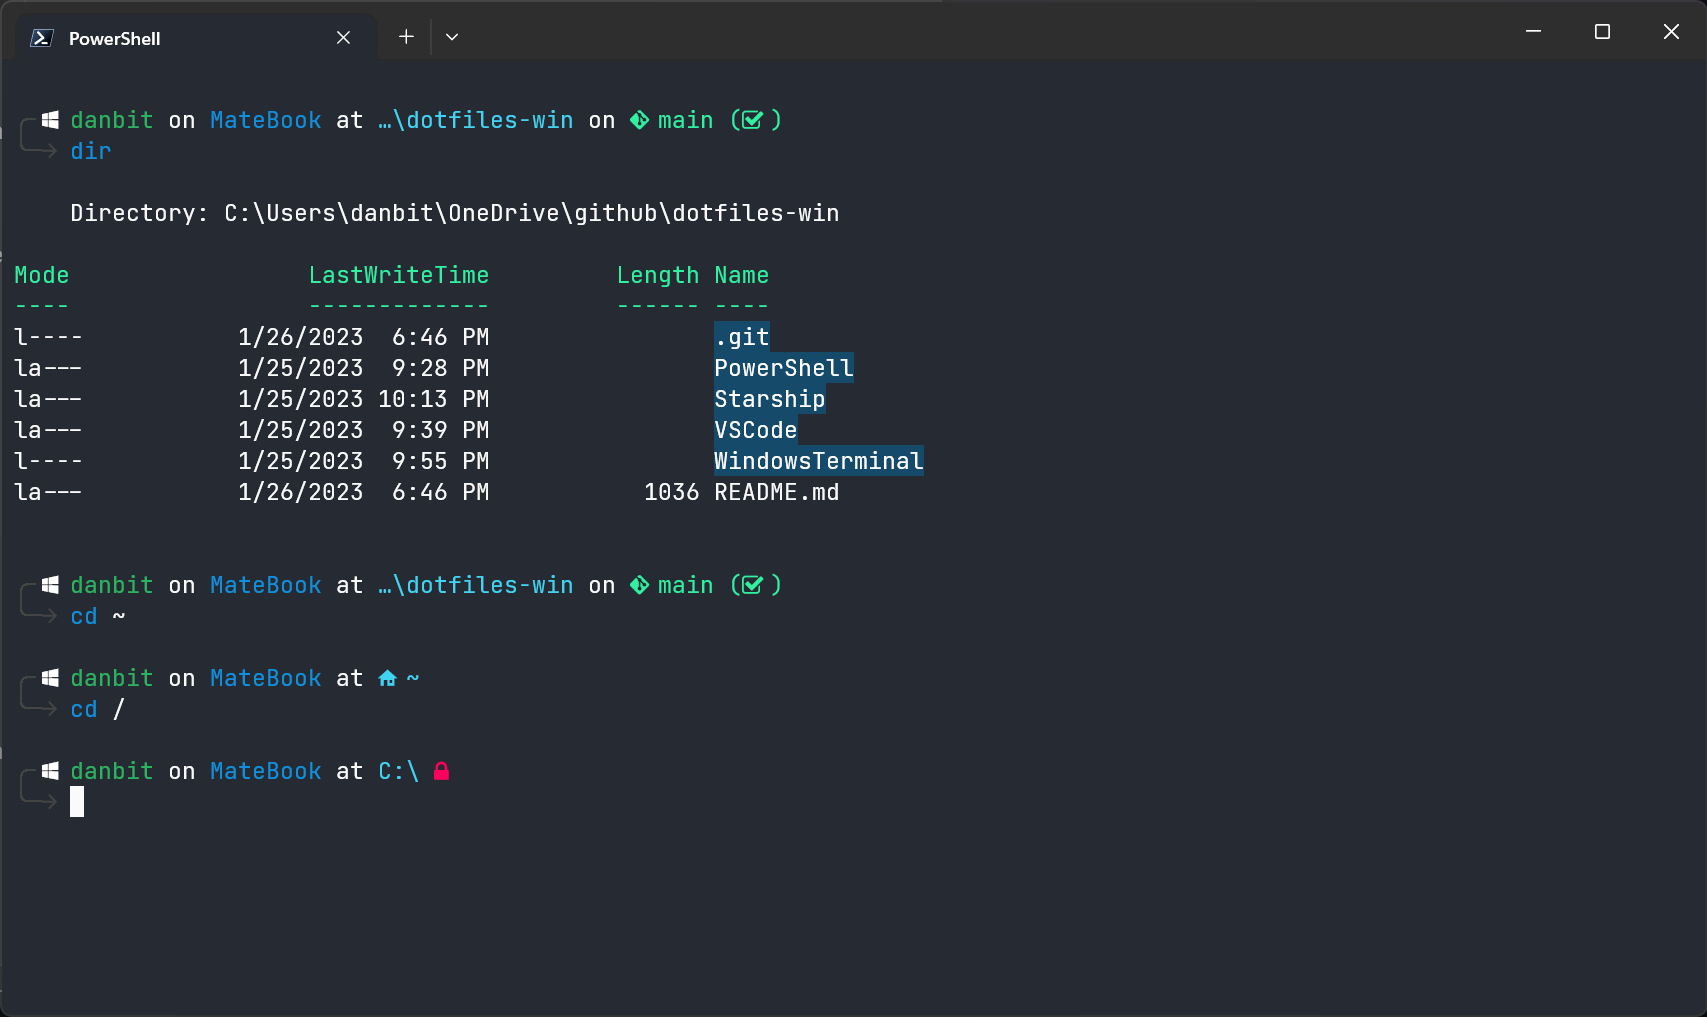 PowerShell
danbit on MateBook at …\dotfiles-win on main ( )
dir
Directory: C:\Users\danbit\OneDrive\github\dotfiles-win
Mode LastWriteTime Length Name
---- ------------- ------ ----
l---- 1/26/2023 6:46 PM .git
la--- 1/25/2023 9:28 PM PowerShell
la--- 1/25/2023 10:13 PM Starship
la--- 1/25/2023 9:39 PM VSCode
l---- 1/25/2023 9:55 PM WindowsTerminal
la--- 1/26/2023 6:46 PM 1036 README.md
danbit on MateBook at …\dotfiles-win on main ( )
cd ~
danbit on MateBook at ~
cd /
danbit on MateBook at C:\